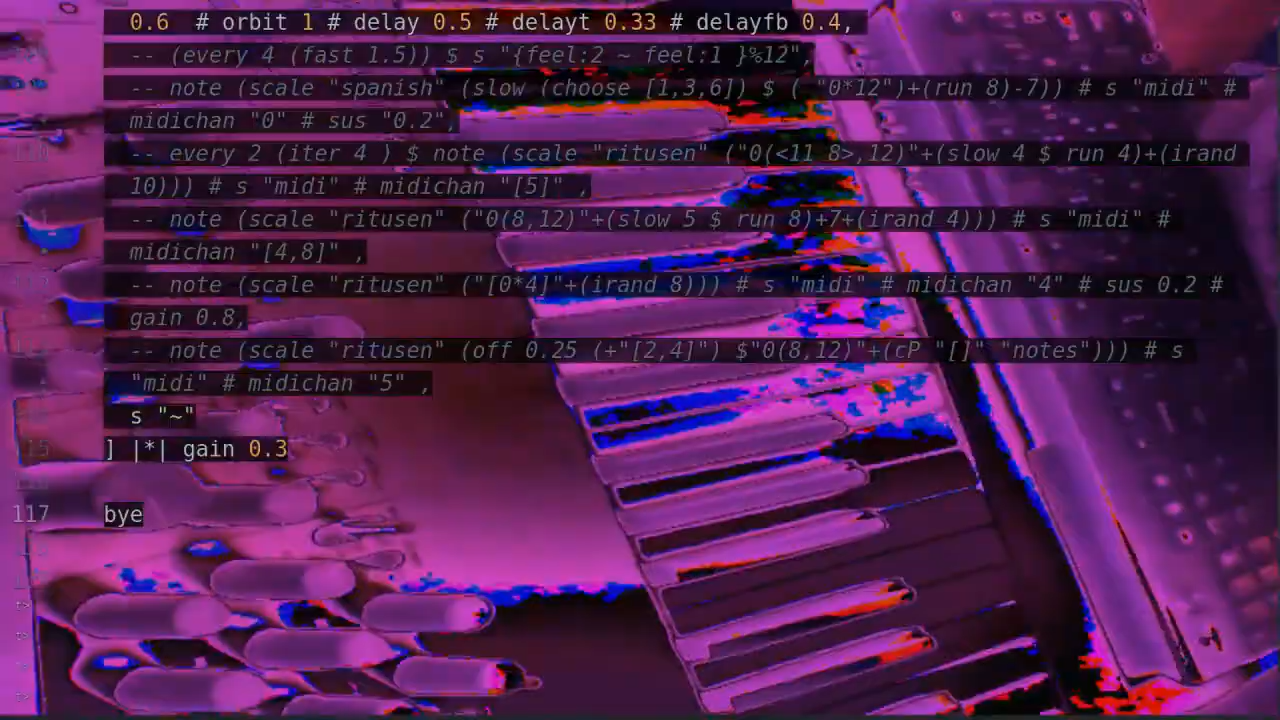 0.6  # orbit 1 # delay 0.5 # delayt 0.33 # delayfb 0.4,
-- (every 4 (fast 1.5)) $ s "{feel:2 ~ feel:1 }%12",
-- note (scale "spanish" (slow (choose [1,3,6]) $ ( "0*12")+(run 8)-7)) # s "midi" #
midichan "0" # sus "0.2",
-- every 2 (iter 4 ) $ note (scale "ritusen" ("0(<11 8>,12)"+(slow 4 $ run 4)+(irand
10))) # s "midi" # midichan "[5]" ,
-- note (scale "ritusen" ("0(8,12)"+(slow 5 $ run 8)+7+(irand 4))) # s "midi" #
midichan "[4,8]" ,
-- note (scale "ritusen" ("[0*4]"+(irand 8))) # s "midi" # midichan "4" # sus 0.2 #
gain 0.8,
-- note (scale "ritusen" (off 0.25 (+"[2,4]") $"0(8,12)"+(cP "[]" "notes"))) # s
"midi" # midichan "5" ,
s "~"
] |*| gain 0.3
117 bye